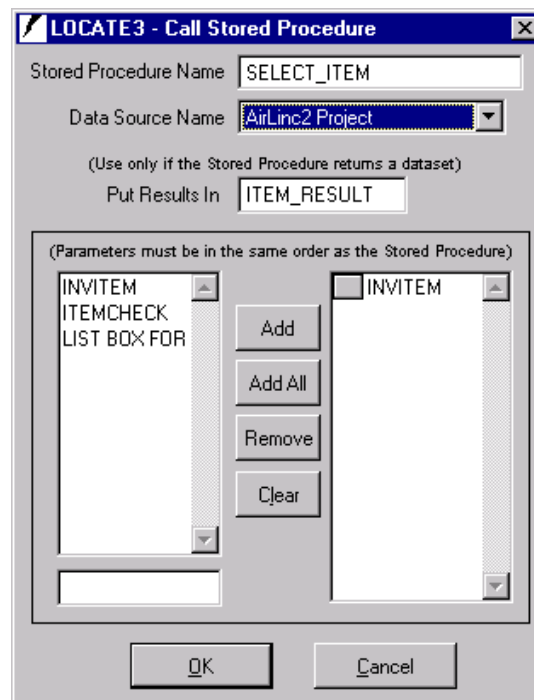 LOCATE3 - Call Stored Procedure
Stored Procedure Name SELECT_ITEM
Data Source Name AirLinc2 Project
(Use only if the Stored Procedure returns a dataset)
Put Results In ITEM_RESULT
(Parameters must be in the same order as the Stored Procedure)
INVITEM
ITEMCHECK
LIST BOX FOR
Add
Add All
Remove
Clear
INVITEM
OK
Cancel